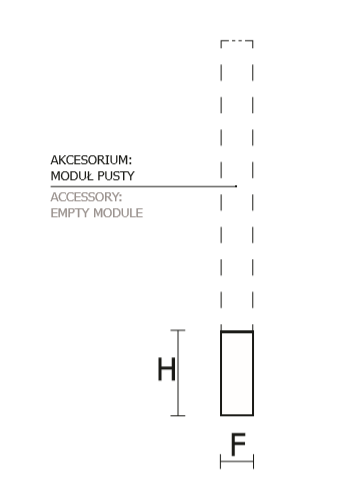 AKCESORIUM:
MODUŁ PUSTY
ACCESSORY:
EMPTY MODULE
H
F